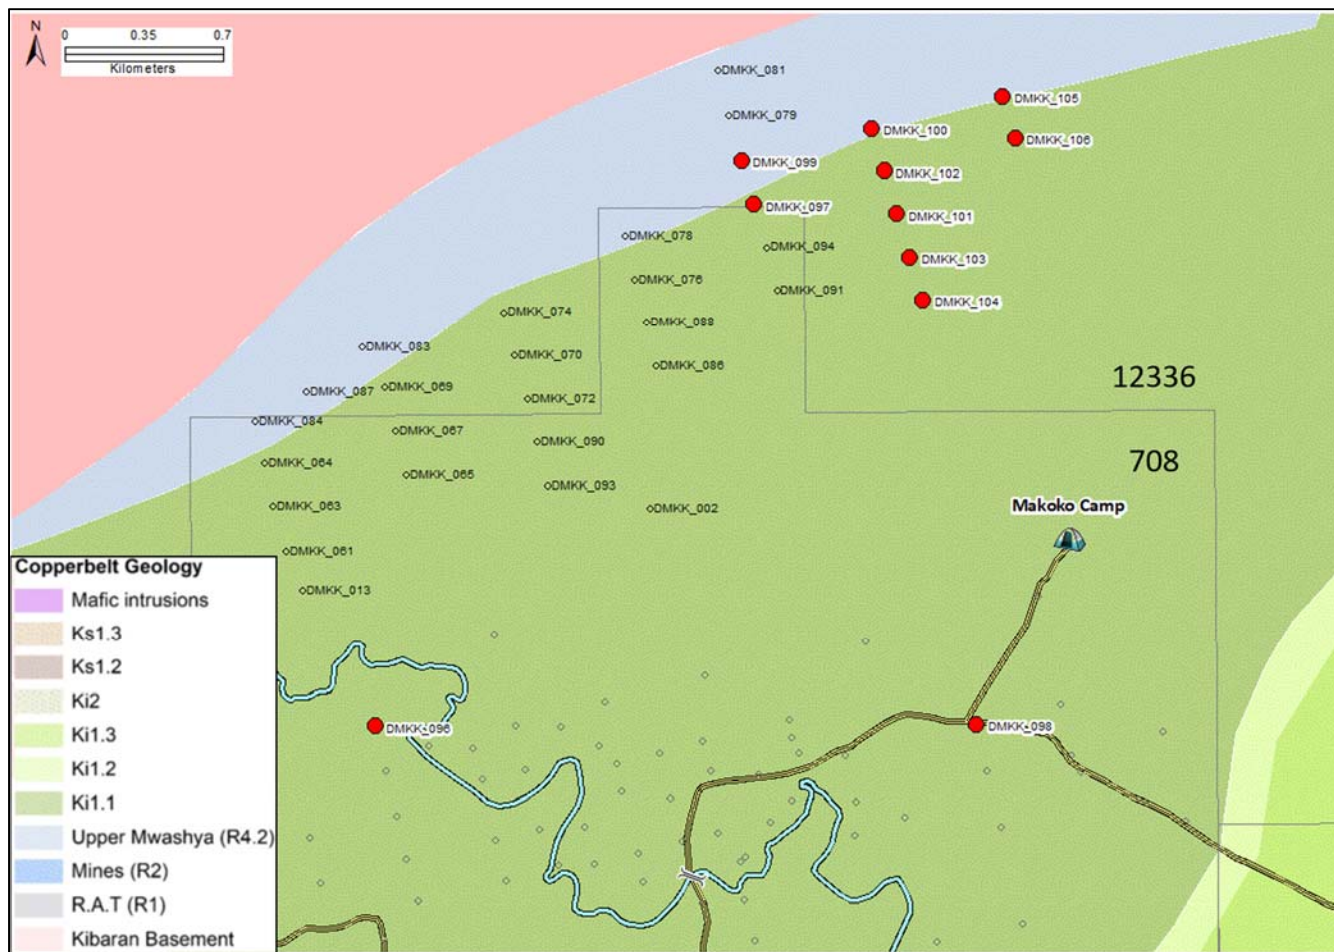 N
0 0.35 0.7
Kilometers
DMKK_081
DMKK_105
DMKK_079
DMKK_100
DMKK_106
DMKK_099
DMKK_102
DMKK_097
DMKK_101
DMKK_078
DMKK_094
DMKK_103
DMKK_076
DMKK_091
DMKK_104
DMKK_074
DMKK_088
DMKK_083
DMKK_070
DMKK_086
12336
DMKK_087
DMKK_069
DMKK_072
DMKK_084
DMKK_067
DMKK_090
708
DMKK_064
DMKK_065
DMKK_093
DMKK_063
DMKK_002
Makoko Camp
DMKK_061
DMKK_013
DMKK_096
DMKK_098
Copperbelt Geology
Mafic intrusions
Ks1.3
Ks1.2
Ki2
Ki1.3
Ki1.2
Ki1.1
Upper Mwashya (R4.2)
Mines (R2)
R.A.T (R1)
Kibaran Basement